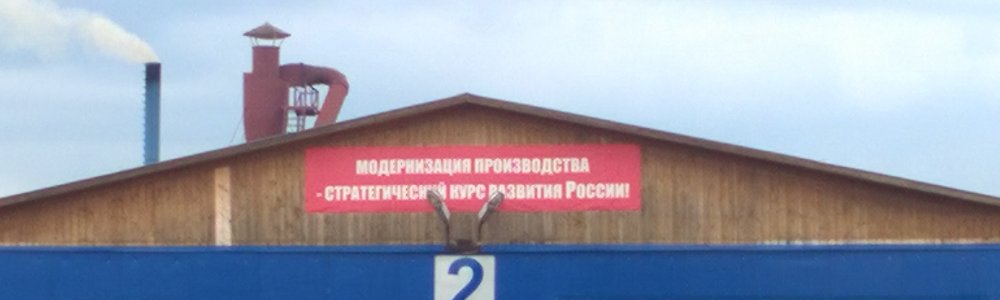 МОДЕРНИЗАЦИЯ ПРОИЗВОДСТВА
- СТРАТЕГИЧЕСКИЙ КУРС РАЗВИТИЯ РОССИИ!
2